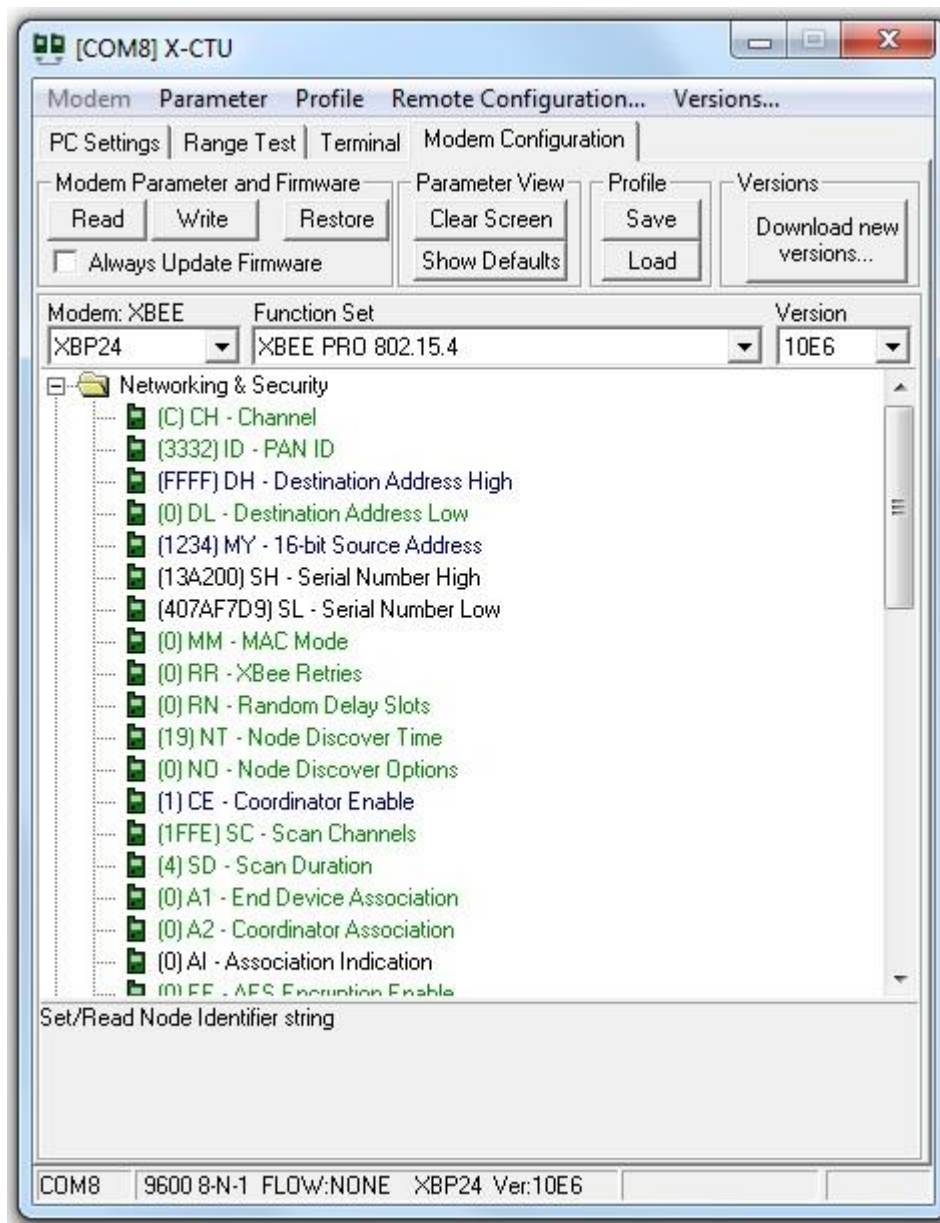 [COM8] X-CTU
Modem Parameter Profile Remote Configuration... Versions...
PC Settings Range Test Terminal Modem Configuration
Modem Parameter and Firmware Parameter View Profile Versions
Read Write Restore Clear Screen Save Download new versions...
Always Update Firmware Show Defaults Load
Modem: XBEE Function Set Version
XBP24 XBEE PRO 802.15.4 10E6
Networking & Security
(C) CH - Channel
(3332) ID - PAN ID
(FFFF) DH - Destination Address High
(0) DL - Destination Address Low
(1234) MY - 16-bit Source Address
(13A200) SH - Serial Number High
(407AF7D9) SL - Serial Number Low
(0) MM - MAC Mode
(0) RR - XBee Retries
(0) RN - Random Delay Slots
(19) NT - Node Discover Time
(0) NO - Node Discover Options
(1) CE - Coordinator Enable
(1FFE) SC - Scan Channels
(4) SD - Scan Duration
(0) A1 - End Device Association
(0) A2 - Coordinator Association
(0) AI - Association Indication
(0) EE - AES Encryption Enable
Set/Read Node Identifier string
COM8 9600 8-N-1 FLOW:NONE XBP24 Ver:10E6